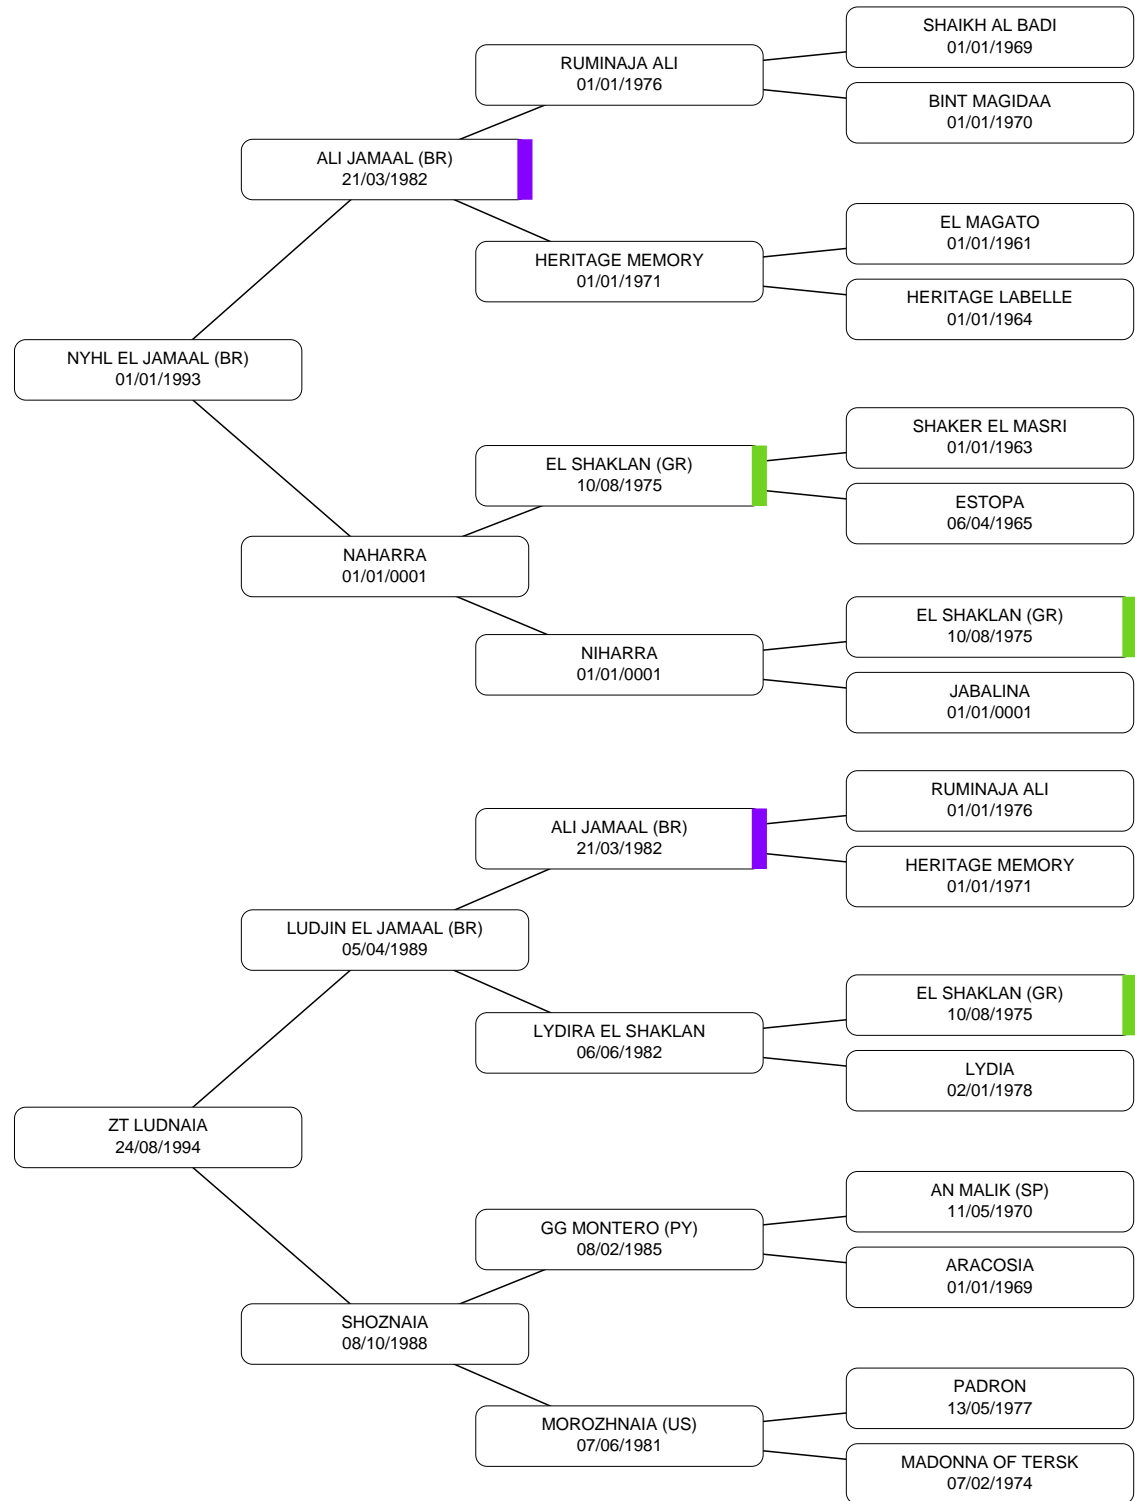 SHAIKH AL BADI
01/01/1969
RUMINAJA ALI
01/01/1976
BINT MAGIDAA
01/01/1970
ALI JAMAAL (BR)
21/03/1982
EL MAGATO
01/01/1961
HERITAGE MEMORY
01/01/1971
HERITAGE LABELLE
01/01/1964
NYHL EL JAMAAL (BR)
01/01/1993
SHAKER EL MASRI
01/01/1963
EL SHAKLAN (GR)
10/08/1975
ESTOPA
06/04/1965
NAHARRA
01/01/0001
EL SHAKLAN (GR)
10/08/1975
NIHARRA
01/01/0001
JABALINA
01/01/0001
RUMINAJA ALI
01/01/1976
ALI JAMAAL (BR)
21/03/1982
HERITAGE MEMORY
01/01/1971
LUDJIN EL JAMAAL (BR)
05/04/1989
EL SHAKLAN (GR)
10/08/1975
LYDIRA EL SHAKLAN
06/06/1982
LYDIA
02/01/1978
ZT LUDNAIA
24/08/1994
AN MALIK (SP)
11/05/1970
GG MONTERO (PY)
08/02/1985
ARACOSIA
01/01/1969
SHOZNAIA
08/10/1988
PADRON
13/05/1977
MOROZHNAIA (US)
07/06/1981
MADONNA OF TERSK
07/02/1974